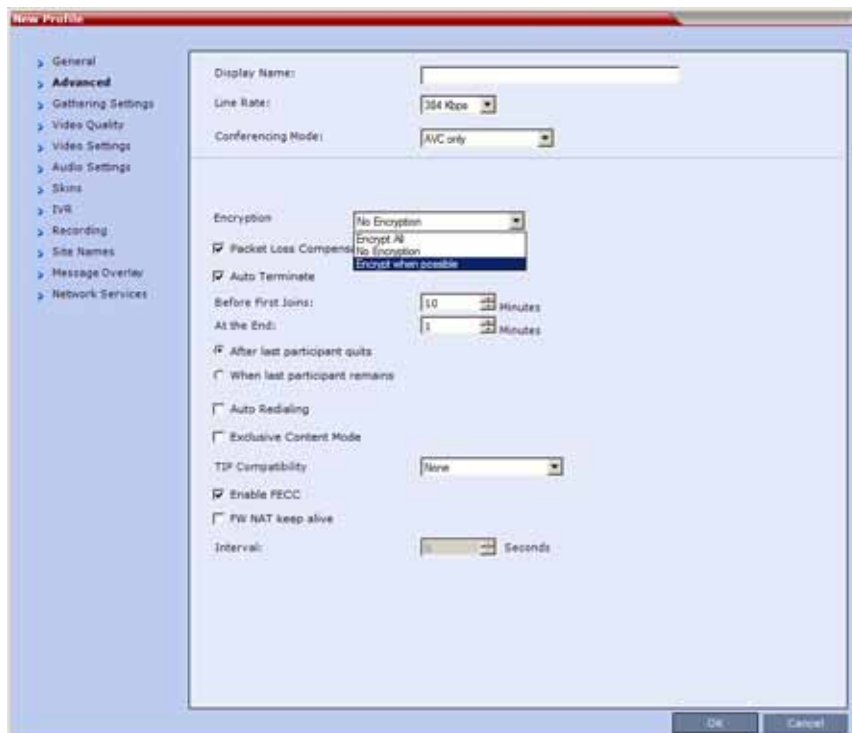 New Profile
General
Advanced
Gathering Settings
Video Quality
Video Settings
Audio Settings
Skins
IVR
Recording
Site Names
Message Overlay
Network Services
Display Name:
Line Rate: 384 Kbps
Conferencing Mode: AVC only
Encryption No Encryption
Encrypt All
Packet Loss Compens No Encryption
Encrypt when possible
Auto Terminate
Before First Joins: 10 Minutes
At the End: 1 Minutes
After last participant quits
When last participant remains
Auto Redialing
Exclusive Content Mode
TIP Compatibility None
Enable FECC
FW NAT keep alive
Interval: Seconds
OK Cancel